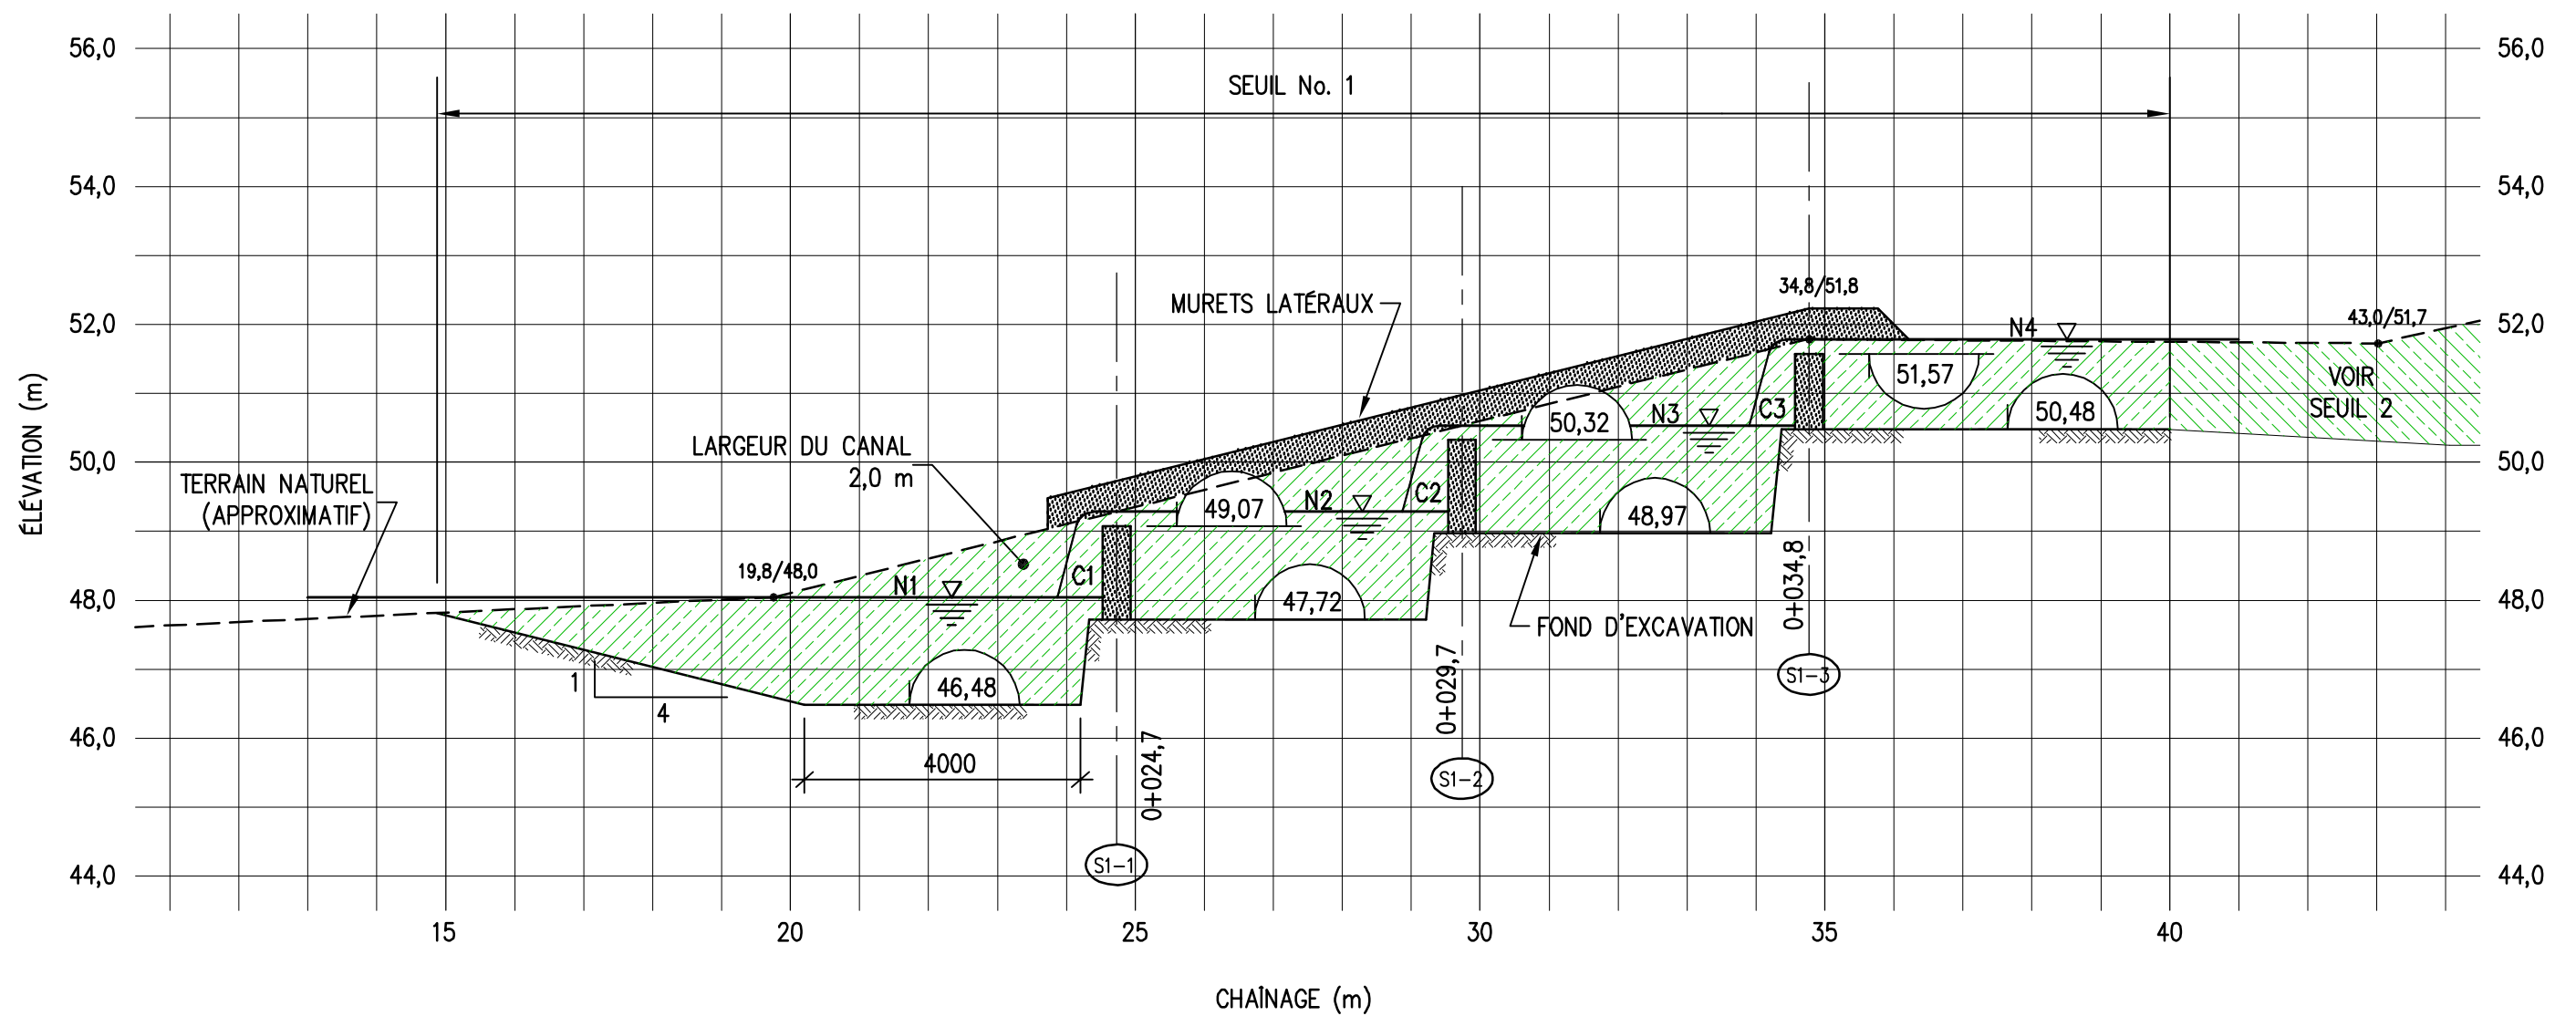 56,0
56,0
SEUIL No. 1
54,0
54,0
34,8/51,8
MURETS LATÉRAUX
52,0
N4
43,0/51,7
52,0
51,57
VOIR
SEUIL 2
50,32
N3
C3
50,48
LARGEUR DU CANAL
2,0 m
50,0
50,0
TERRAIN NATUREL
(APPROXIMATIF)
49,07
N2
C2
48,97
ÉLÉVATION (m)
19,8/48,0
N1
C1
48,0
47,72
0+034,8
48,0
FOND D'EXCAVATION
1
4
46,48
0+029,7
S1-3
46,0
46,0
4000
0+024,7
S1-2
S1-1
44,0
44,0
15
20
25
30
35
40
CHAÎNAGE (m)